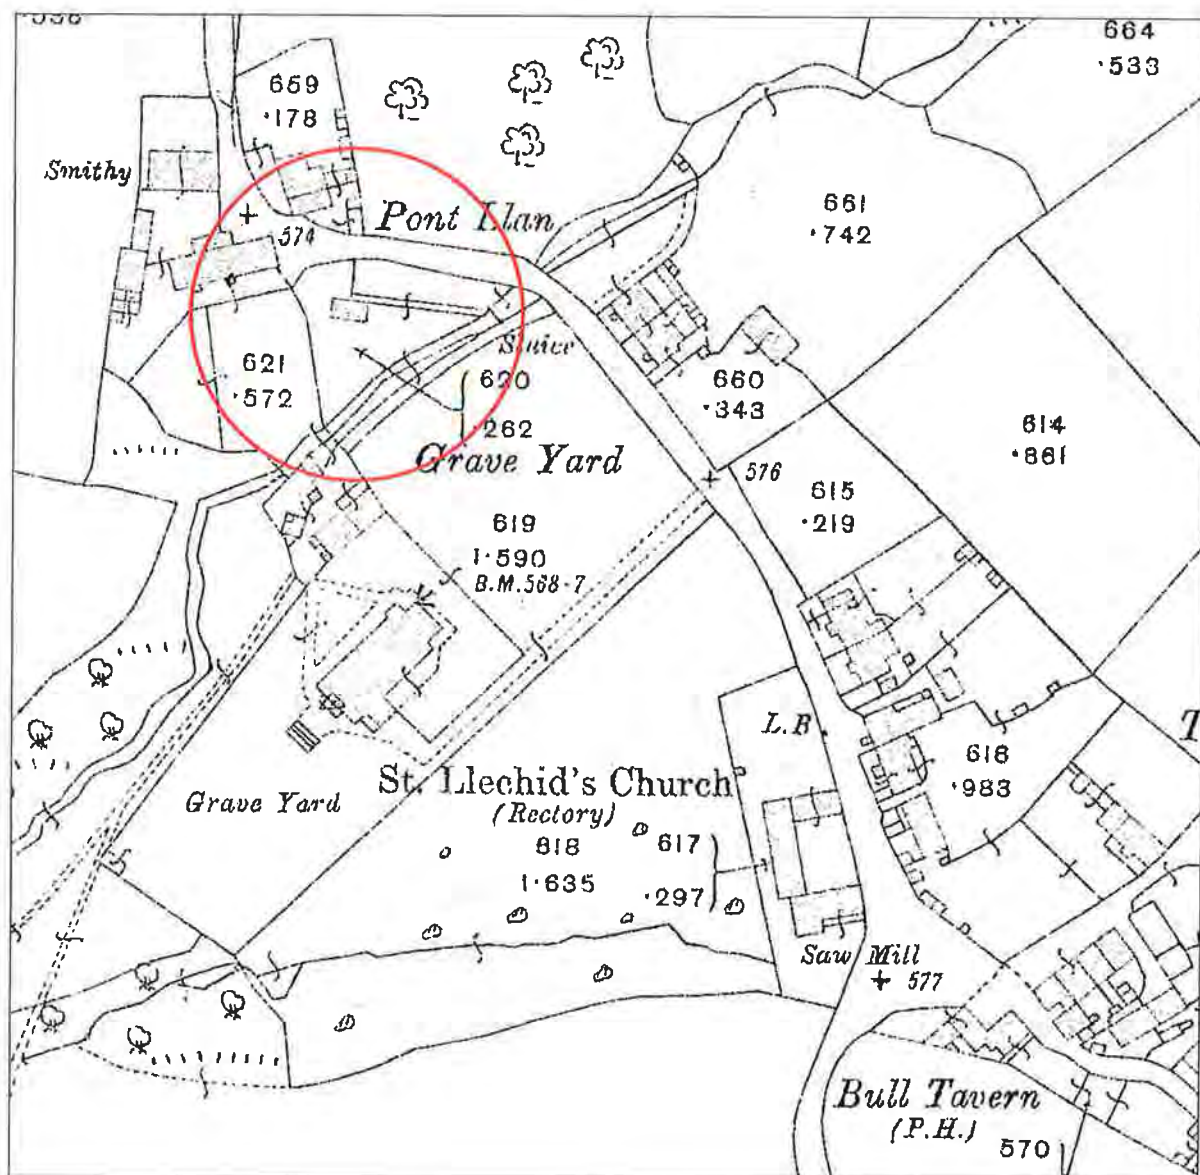 664
·533
659
·178
Smithy
Pont Llan
574
661
·742
Sluice
621
·572
620
·262
660
·343
614
·861
Grave Yard
576
615
·219
619
1·590
B.M.568·7
L.B.
T
St. Llechid's Church
(Rectory)
Grave Yard
616
·983
618
1·635
617
·297
Saw Mill
577
Bull Tavern
(P.H.)
570